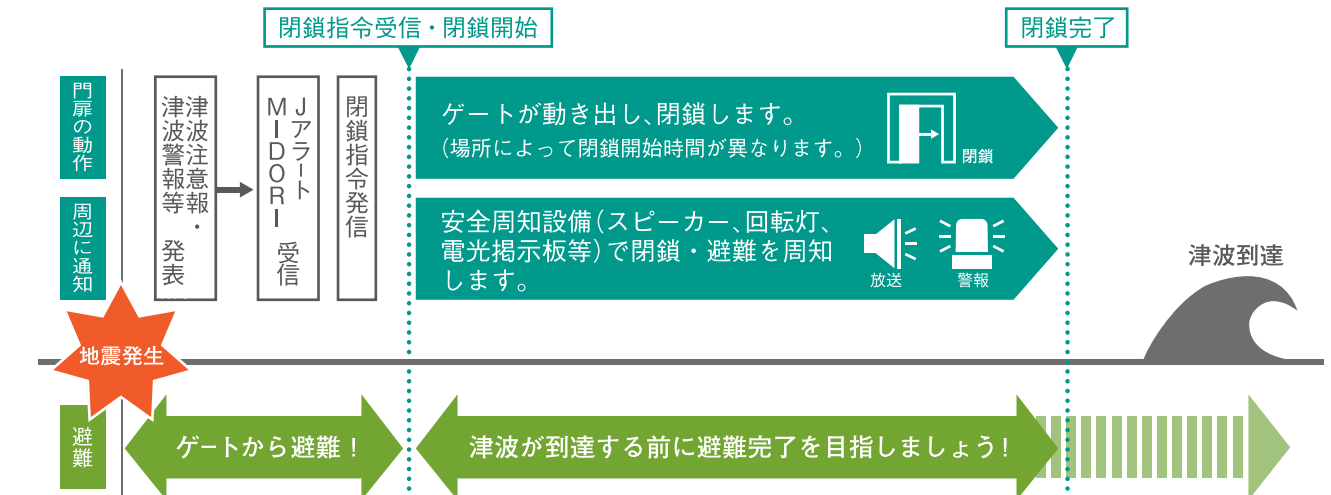 閉鎖指令受信・閉鎖開始
閉鎖完了
門扉の動作
周辺に通知
津波注意報・
津波警報等 発表
Jアラート
MIDORI 受信
閉鎖指令発信
ゲートが動き出し、閉鎖します。
(場所によって閉鎖開始時間が異なります。)
閉鎖
安全周知設備(スピーカー、回転灯、
電光掲示板等)で閉鎖・避難を周知
します。
放送
警報
津波到達
地震発生
避難
ゲートから避難!
津波が到達する前に避難完了を目指しましょう!